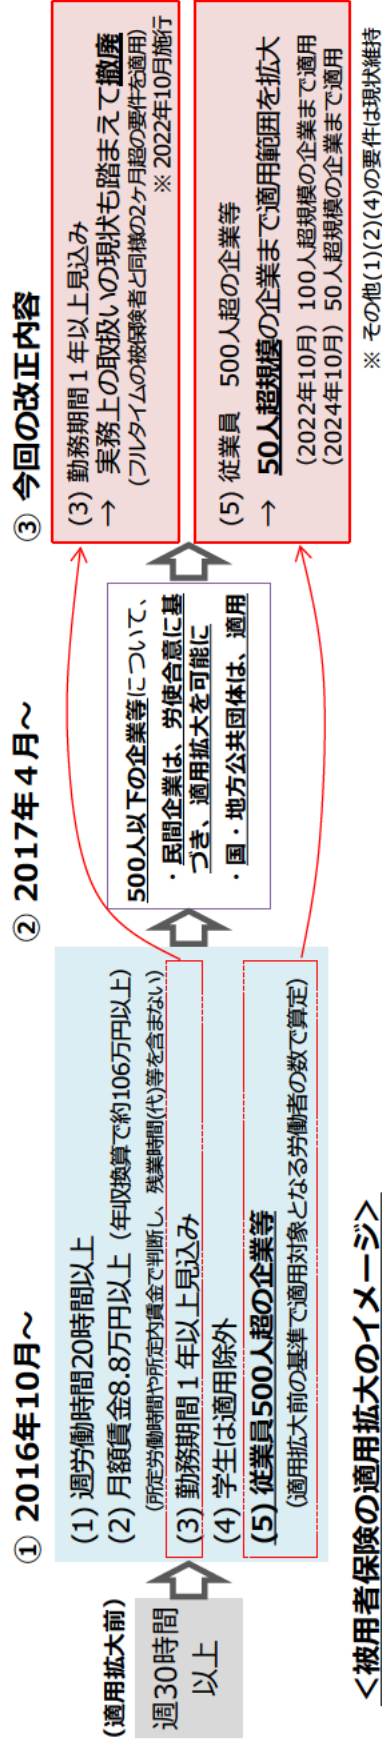 (適用拡大前)
週30時間
以上
① 2016年10月～
(1) 週労働時間20時間以上
(2) 月額賃金8.8万円以上（年収換算で約106万円以上）
(所定労働時間や所定内賃金で判断し、残業時間(代)等を含まない)
(3) 勤務期間１年以上見込み
(4) 学生は適用除外
(5) 従業員500人超の企業等
(適用拡大前の基準で適用対象となる労働者の数で算定)
② 2017年４月～
500人以下の企業等について、
・民間企業は、労使合意に基
づき、適用拡大を可能に
・国・地方公共団体は、適用
③ 今回の改正内容
(3) 勤務期間１年以上見込み
→ 実務上の取扱いの現状も踏まえて撤廃
(フルタイムの被保険者と同様の2ヶ月超の要件を適用)
※ 2022年10月施行
(5) 従業員 500人超の企業等
→ 50人超規模の企業まで適用範囲を拡大
(2022年10月) 100人超規模の企業まで適用
(2024年10月) 50人超規模の企業まで適用
※ その他(1)(2)(4)の要件は現状維持
＜被用者保険の適用拡大のイメージ＞